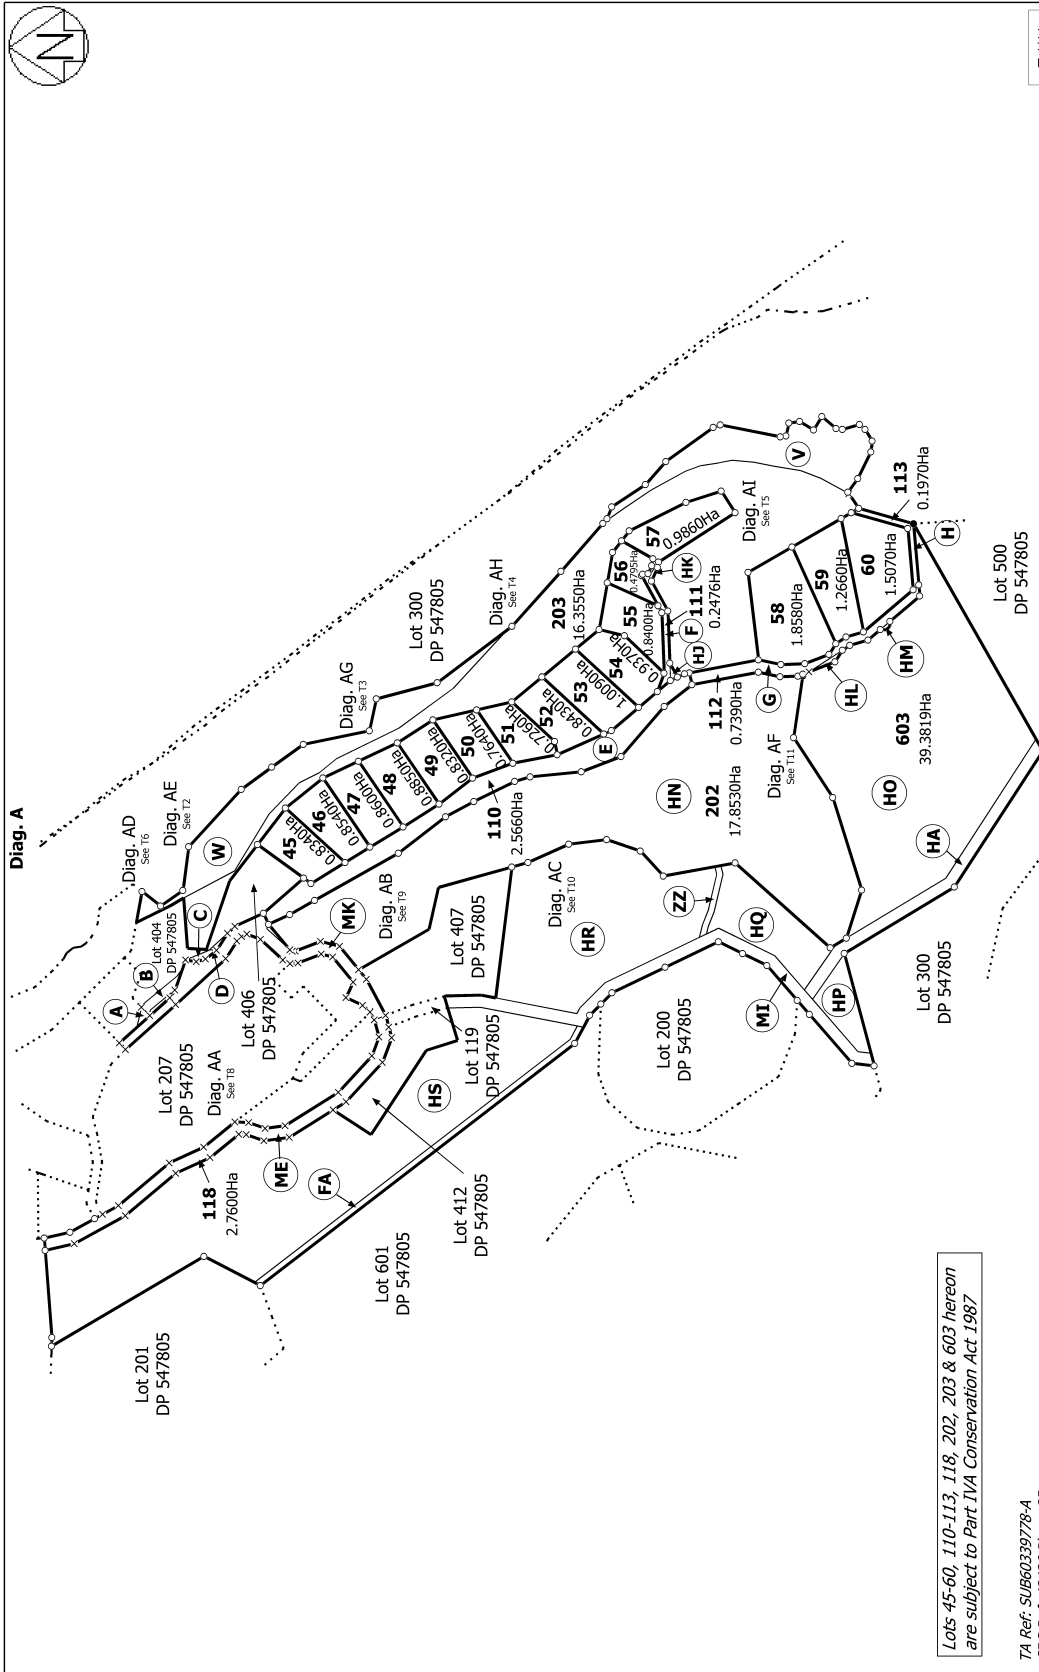 Diag. A
N
Diag. AD
See T6
Diag. AE
See T2
Diag. AG
See T3
Diag. AH
See T4
Diag. AI
See T5
Lot 300
DP 547805
W
V
A
B
C
D
Lot 404
DP 547805
Lot 406
DP 547805
Lot 207
DP 547805
Diag. AA
See T8
118
2.7600Ha
ME
MK
Diag. AB
See T9
45
0.8340Ha
46
0.8540Ha
47
0.8600Ha
48
0.8850Ha
49
0.8320Ha
50
0.7640Ha
51
0.7260Ha
52
0.8430Ha
53
1.0090Ha
54
0.9370Ha
55
0.8400Ha
56
0.4795Ha
57
0.9860Ha
203
16.3550Ha
110
2.5660Ha
E
HK
111
0.2476Ha
F
HJ
112
0.7390Ha
G
58
1.8580Ha
59
1.2660Ha
60
1.5070Ha
113
0.1970Ha
H
HL
HM
Lot 500
DP 547805
603
39.3819Ha
Diag. AF
See T11
HO
HN
202
17.8530Ha
HA
Lot 407
DP 547805
Diag. AC
See T10
HR
ZZ
HQ
MI
HP
Lot 300
DP 547805
Lot 200
DP 547805
Lot 119
DP 547805
HS
FA
Lot 412
DP 547805
Lot 601
DP 547805
Lot 201
DP 547805
Lots 45-60, 110-113, 118, 202, 203 & 603 hereon
are subject to Part IVA Conservation Act 1987
TA Ref: SUB60339778-A